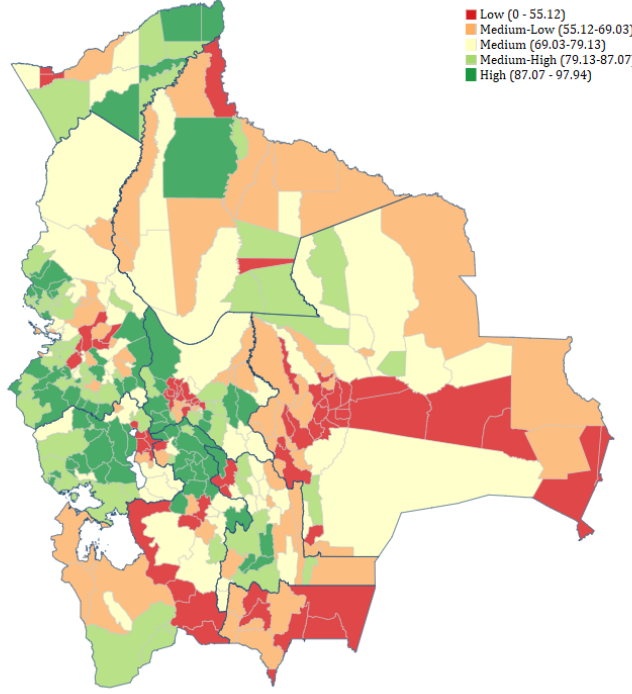 Low (0 - 55.12)
Medium-Low (55.12-69.03)
Medium (69.03-79.13)
Medium-High (79.13-87.07)
High (87.07 - 97.94)